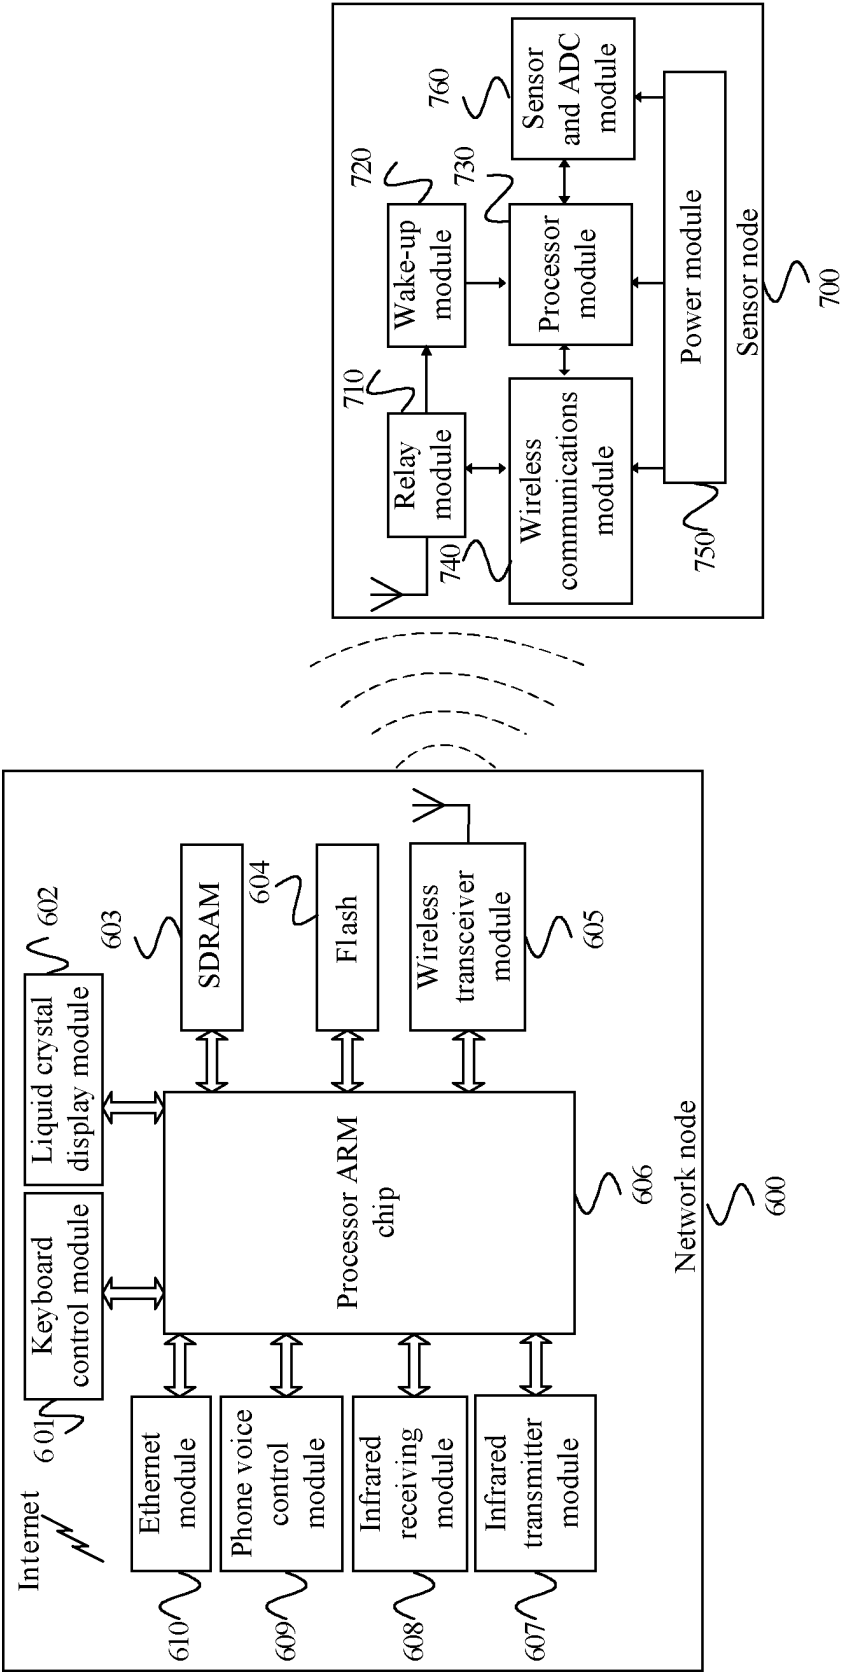 Internet
601
Keyboard
control module
Liquid crystal
display module
602
610
Ethernet
module
609
Phone voice
control
module
608
Infrared
receiving
module
607
Infrared
transmitter
module
Processor ARM
chip
606
603
SDRAM
604
Flash
Wireless
transceiver
module
605
Network node
600
710
Relay
module
720
Wake-up
module
740
Wireless
communications
module
730
Processor
module
760
Sensor
and ADC
module
750
Power module
Sensor node
700